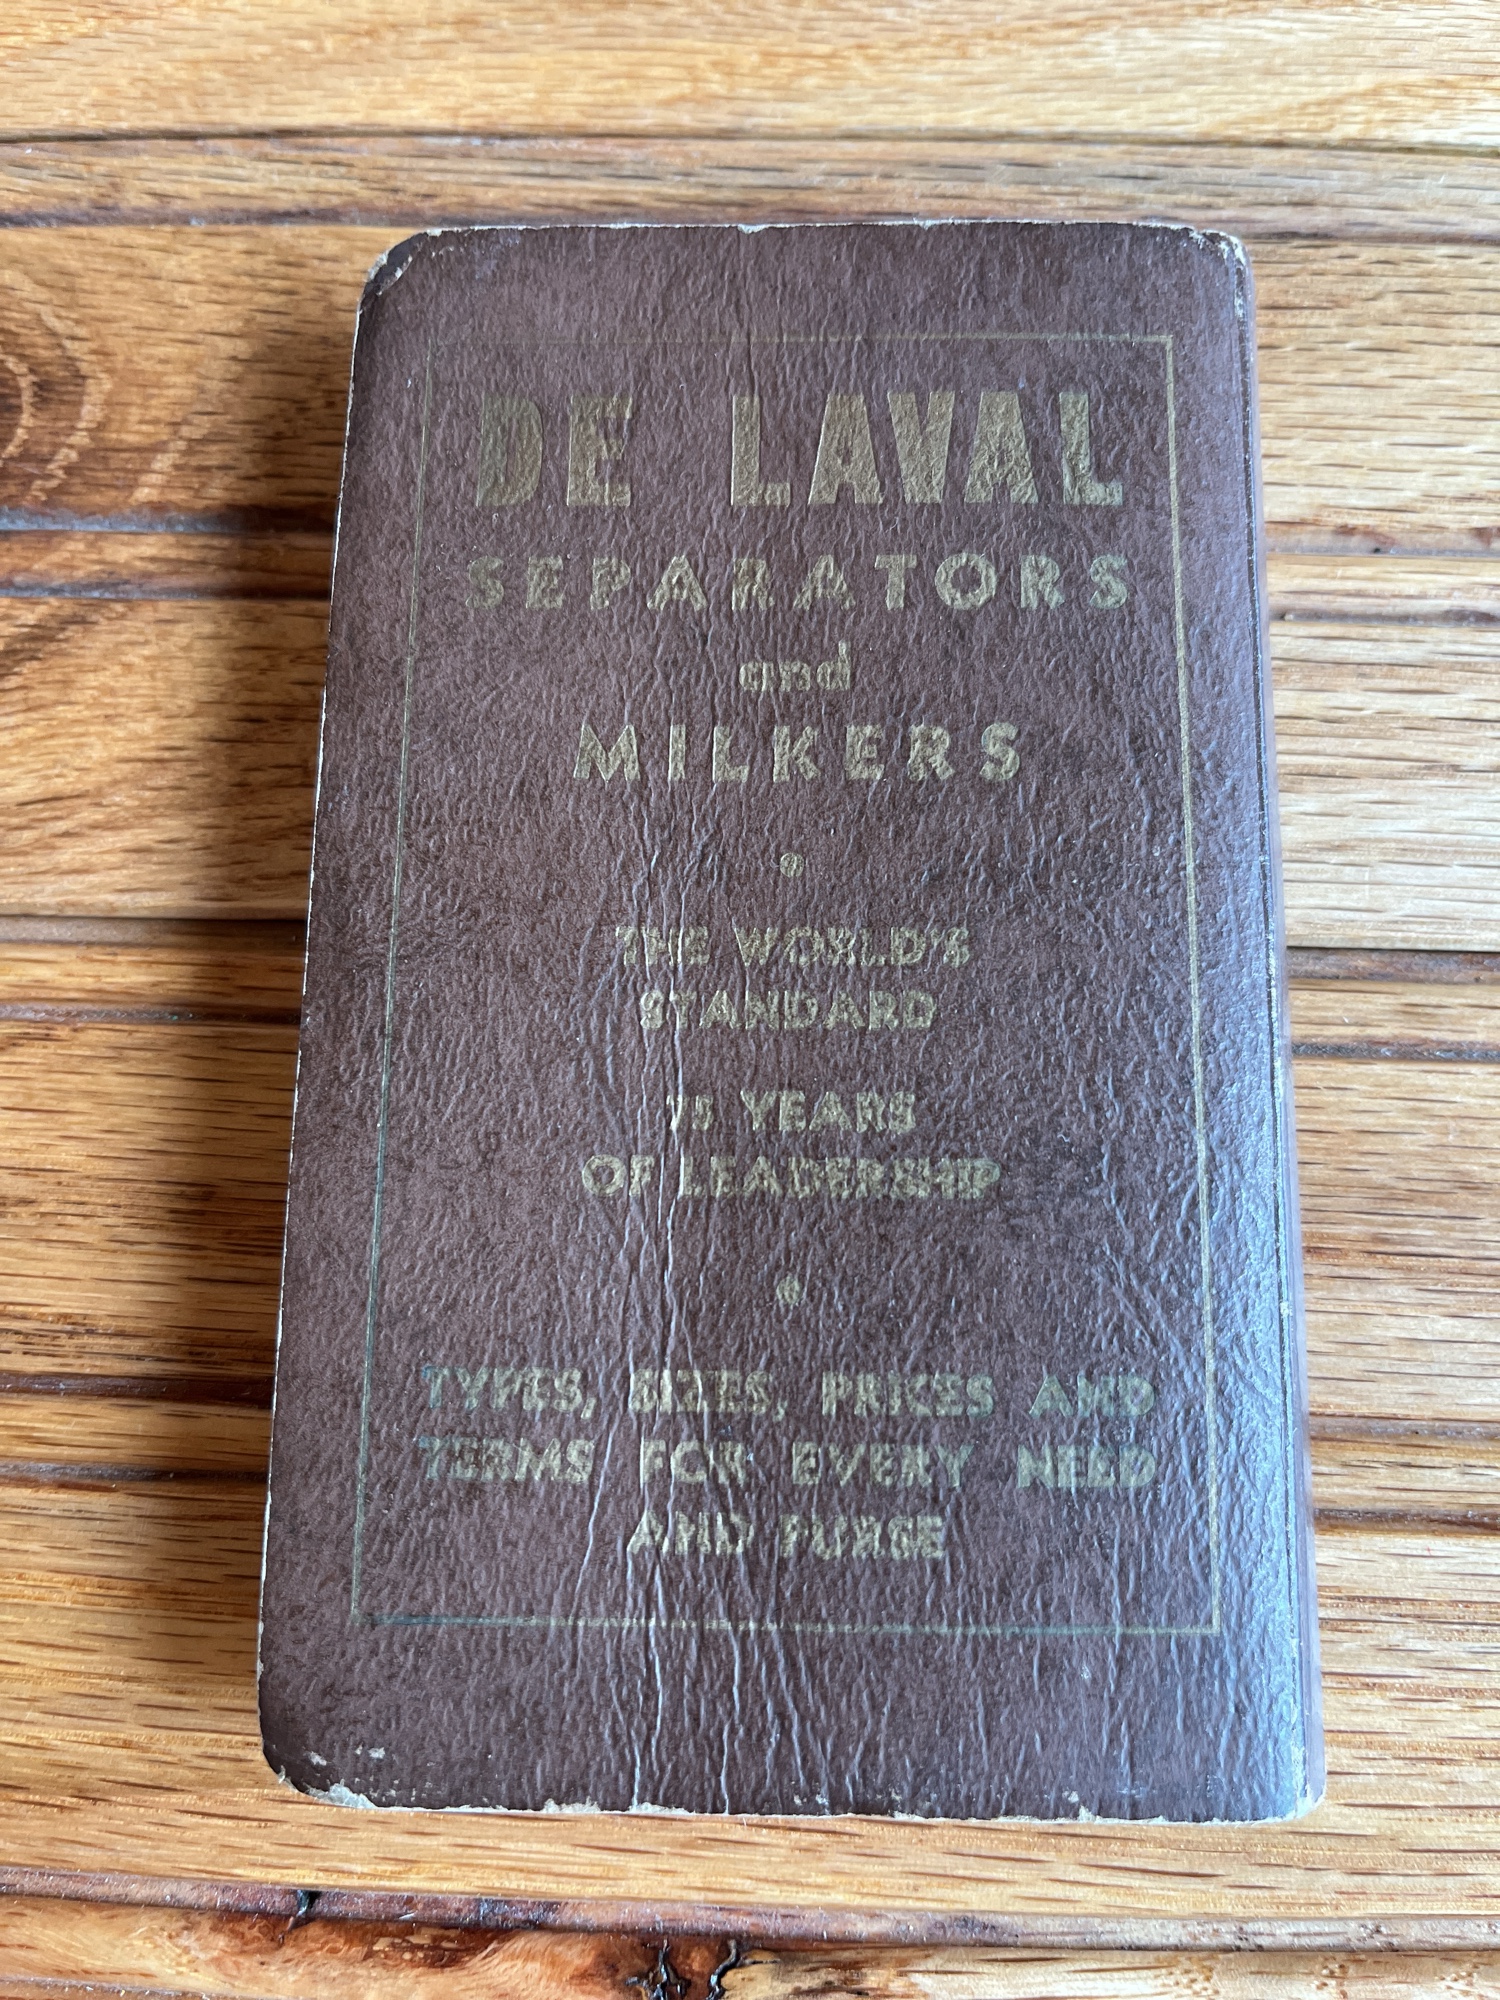 DE LAVAL
SEPARATORS
and
MILKERS
THE WORLD'S
STANDARD
75 YEARS
OF LEADERSHIP
TYPES, SIZES, PRICES AND
TERMS FOR EVERY NEED
AND PURSE